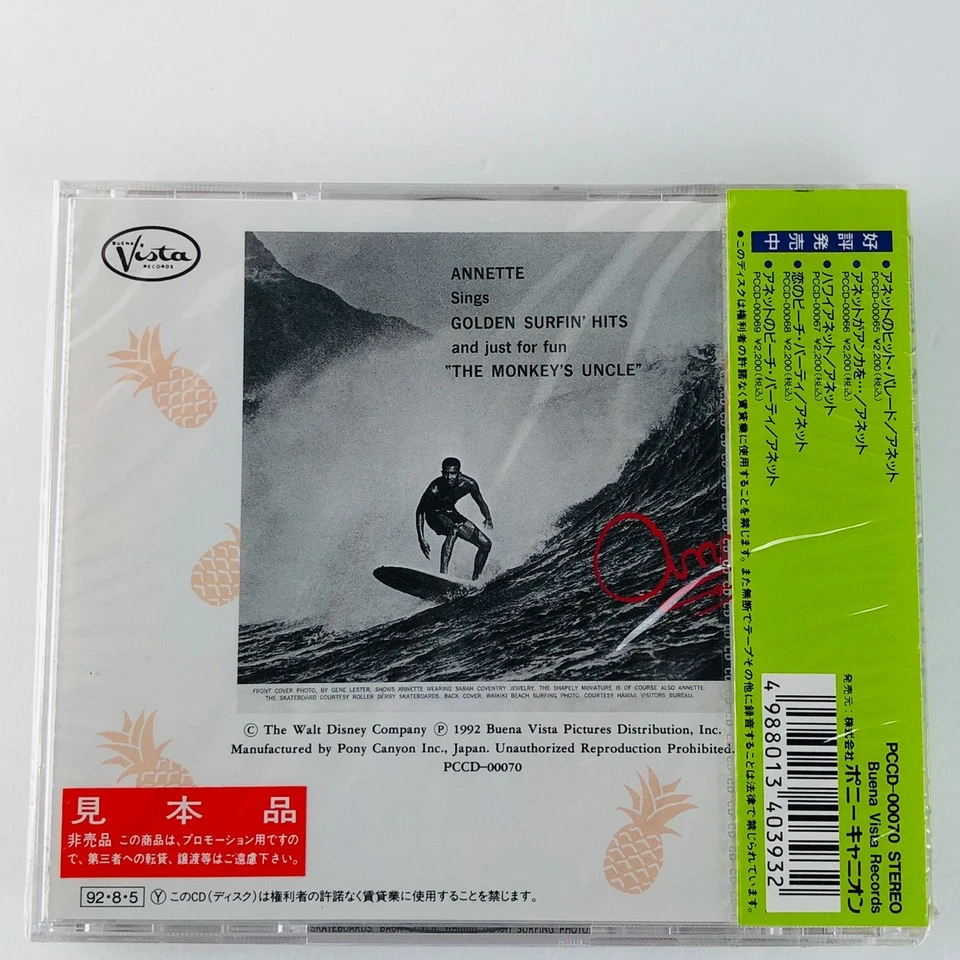 BUENA
Vista
RECORDS
ANNETTE
Sings
GOLDEN SURFIN' HITS
and just for fun
"THE MONKEY'S UNCLE"
FRONT COVER PHOTO, BY GENE LESTER, SHOWS ANNETTE WEARING SARAH COVENTRY JEWELRY, THE SHAPELY MINIATURE IS OF COURSE ALSO ANNETTE.
THE SKATEBOARD COURTESY ROLLER DERBY SKATEBOARDS. BACK COVER, WAIKIKI BEACH SURFING PHOTO, COURTESY HAWAII VISITORS BUREAU.
Ⓒ The Walt Disney Company Ⓟ 1992 Buena Vista Pictures Distribution, Inc.
Manufactured by Pony Canyon Inc., Japan. Unauthorized Reproduction Prohibited.
PCCD-00070
見本品
非売品 この商品は、プロモーション用ですの
で、第三者への転貸、譲渡等はご遠慮下さい。
92・8・5 Ⓨ このCD(ディスク)は権利者の許諾なく賃貸業に使用することを禁じます。
好評発売中
●アネットのヒット・パレード/アネット
PCCD-00065 ¥2,200(税込)
●アネットがアンカを…/アネット
PCCD-00066 ¥2,200(税込)
●ハワイアネット/アネット
PCCD-00067 ¥2,200(税込)
●恋のビーチ・パーティ/アネット
PCCD-00068 ¥2,200(税込)
●アネットのビーチ・パーティ/アネット
PCCD-00069 ¥2,200(税込)
●このディスクは権利者の許諾なく賃貸業に使用することを禁じます。また無断でテープその他に録音することは法律で禁じられています。
PCCD-00070 STEREO
Buena Vista Records
発売元:株式会社ポニーキャニオン
4 988013 403932
SKATEBOARDS. BACK COVER, WAIKIKI BEACH SURFING PHOTO